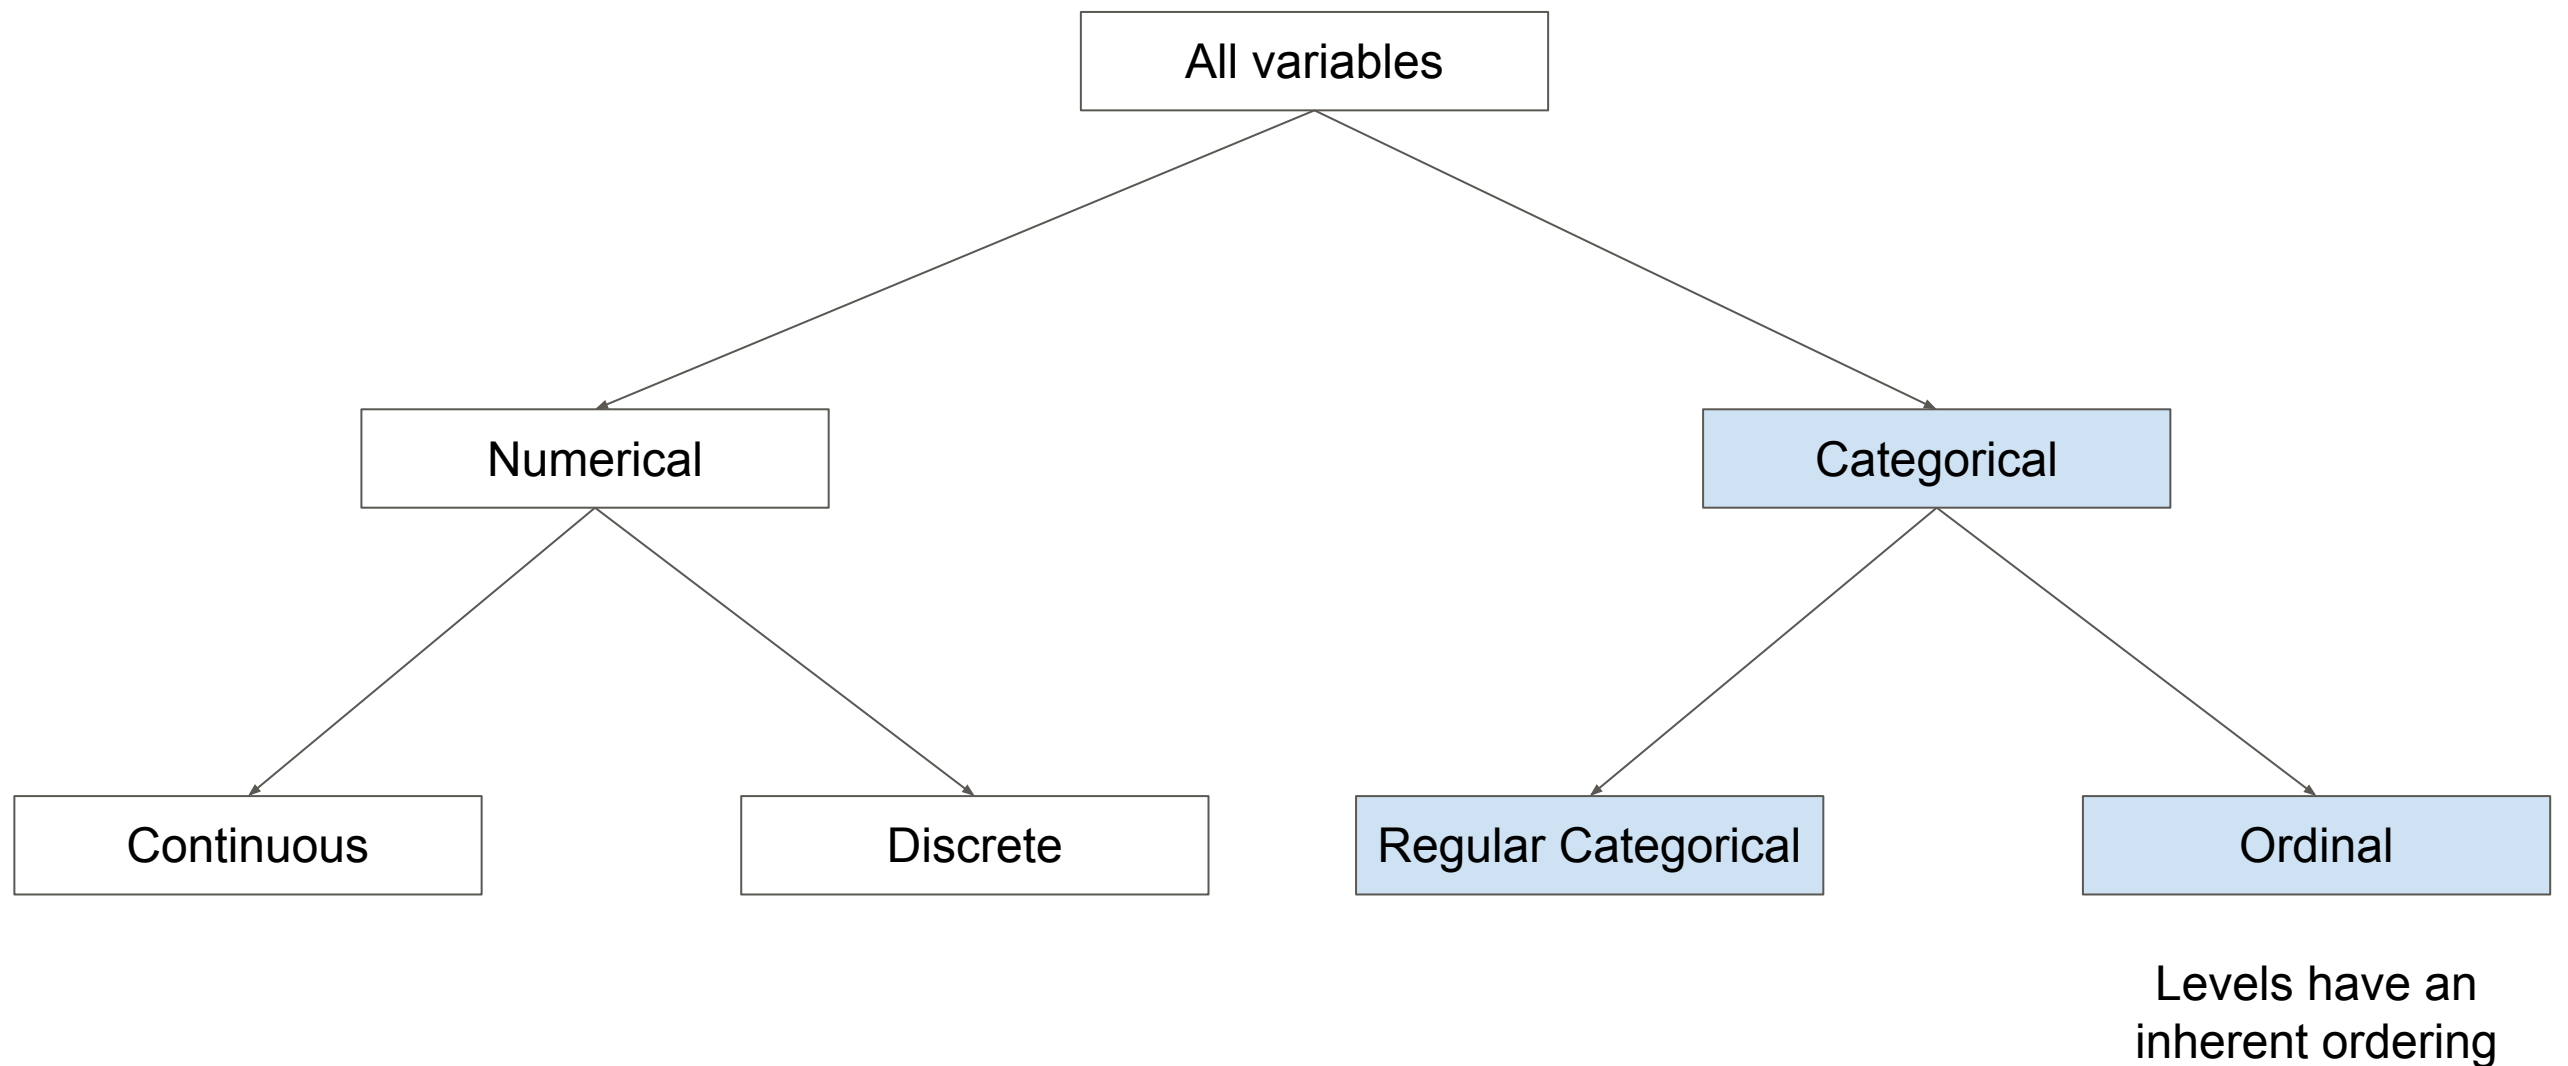 All variables
Numerical
Categorical
Continuous
Discrete
Regular Categorical
Ordinal
Levels have an
inherent ordering